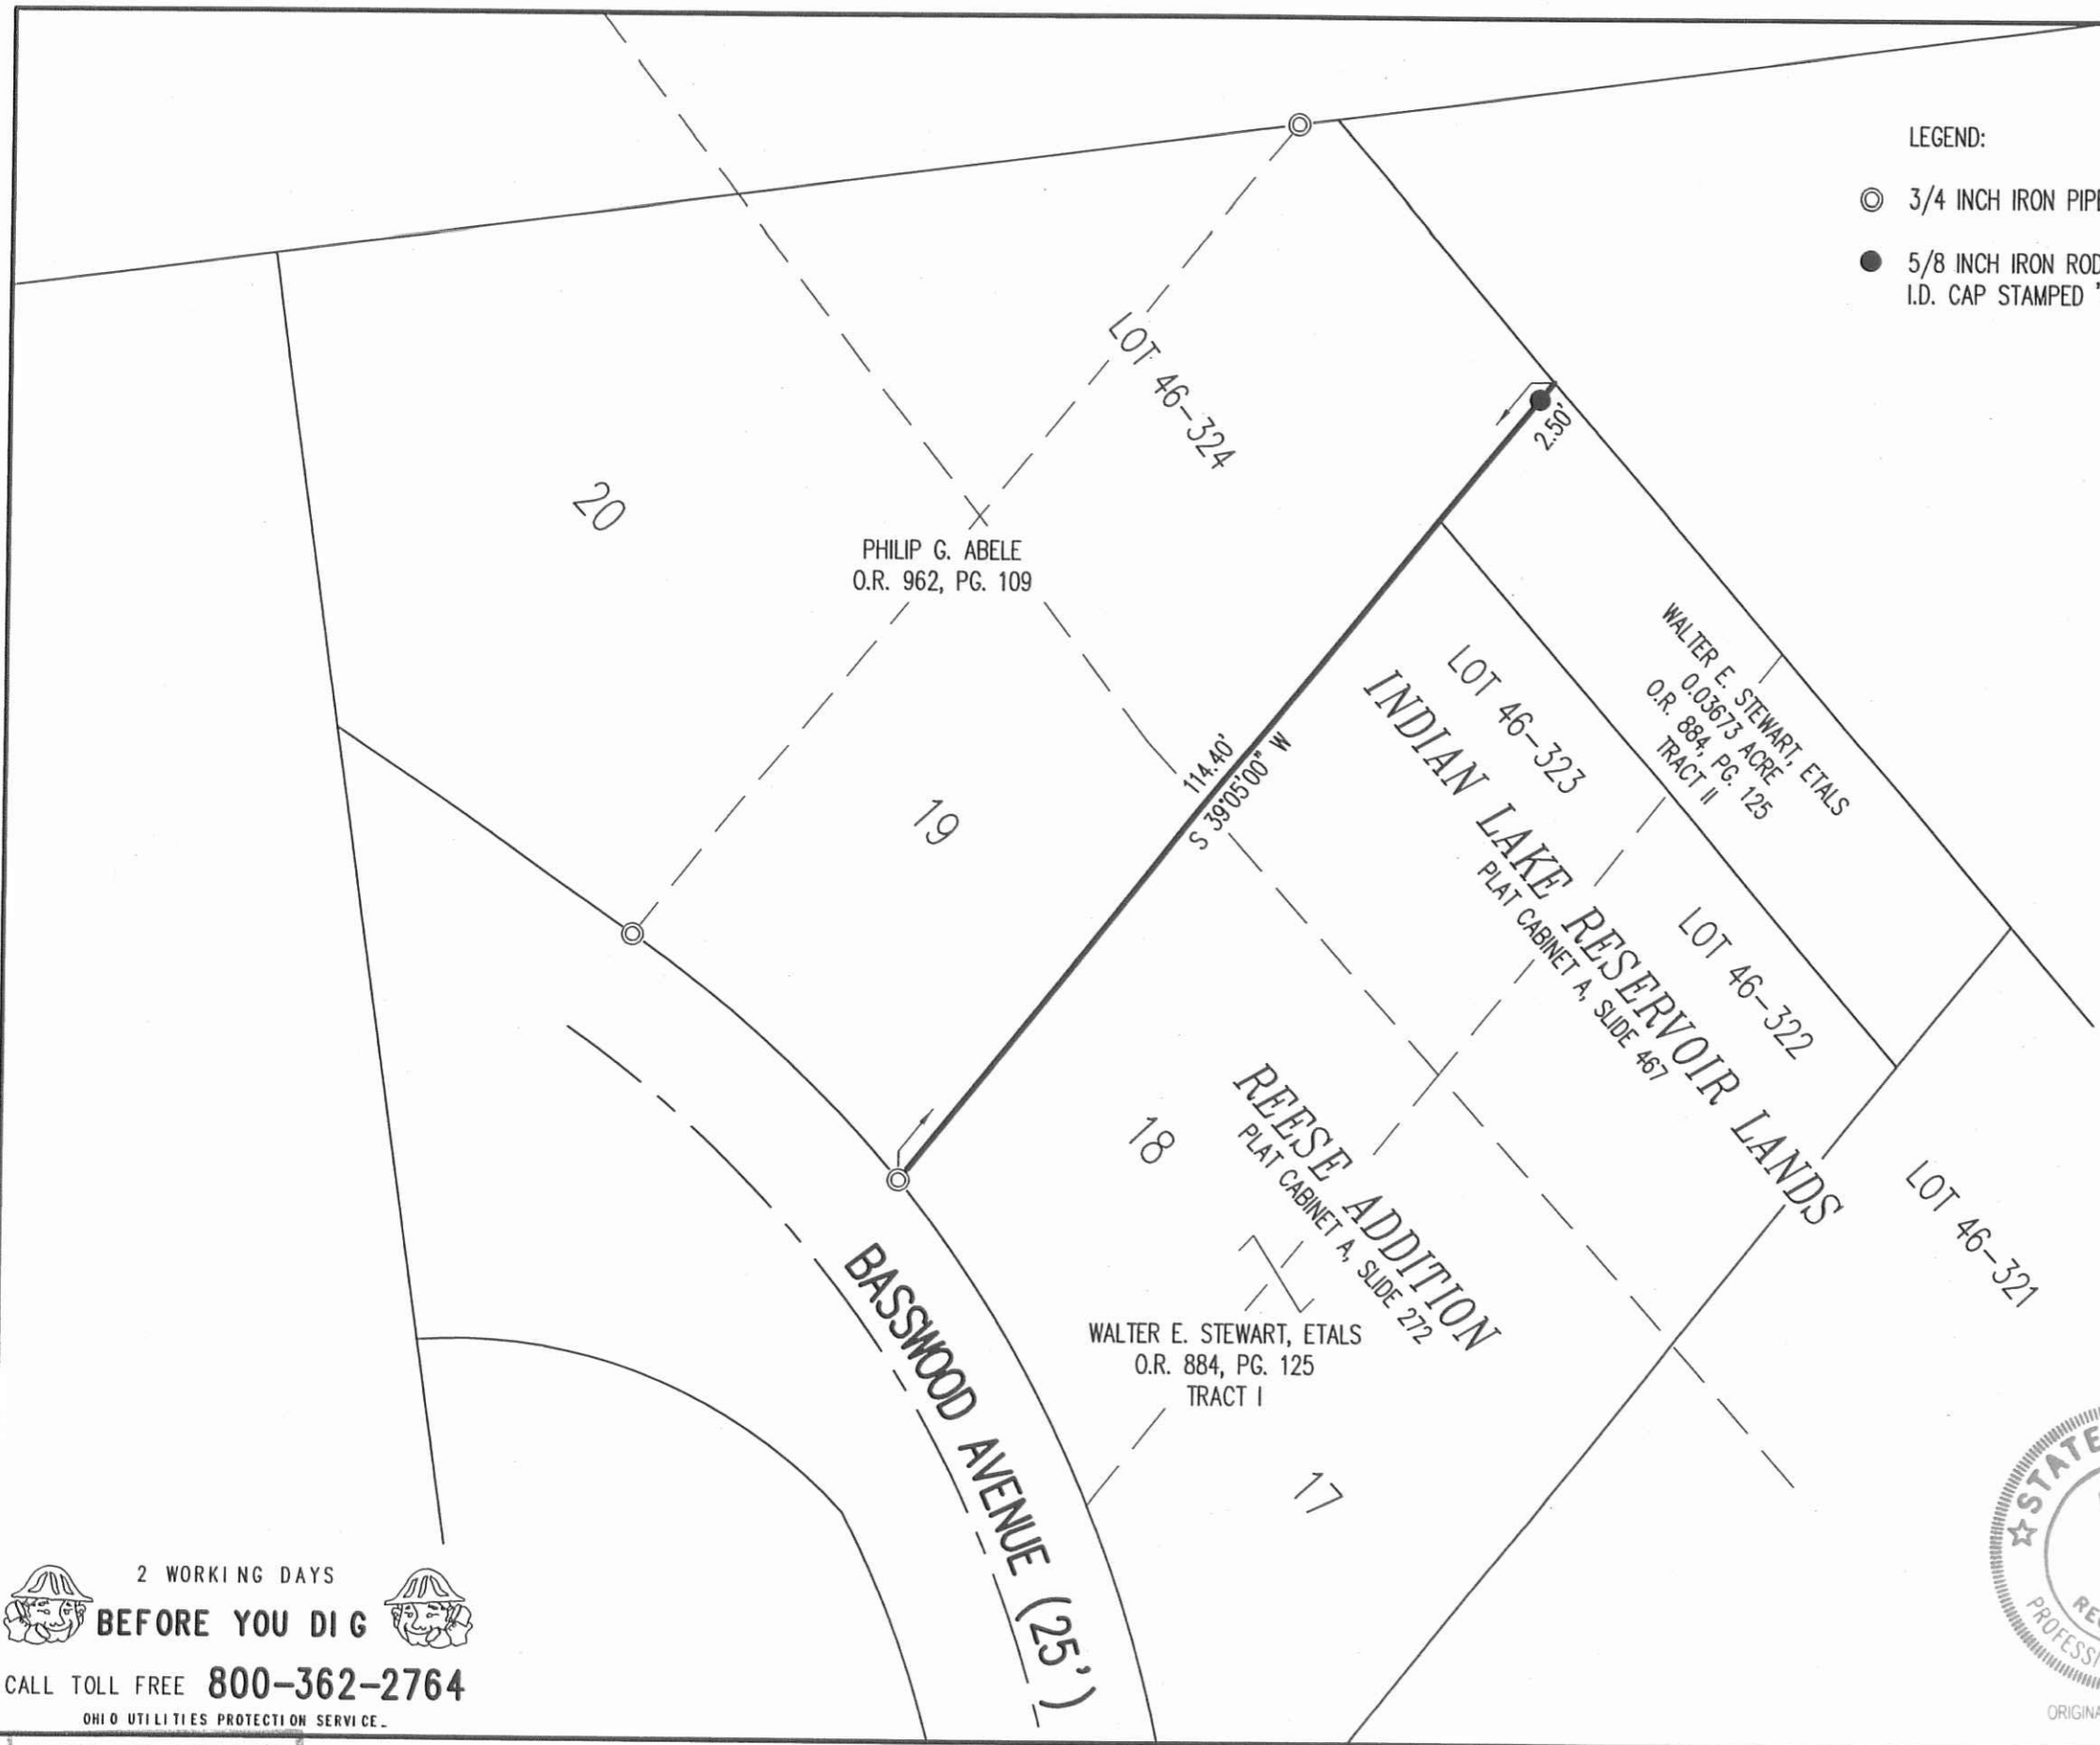 LEGEND:
3/4 INCH IRON PIPE
5/8 INCH IRON ROD
I.D. CAP STAMPED "
LOT 46-324
2.50'
20
PHILIP G. ABELE
O.R. 962, PG. 109
WALTER E. STEWART, ETALS
0.03673 ACRE
O.R. 884, PG. 125
TRACT II
LOT 46-323
INDIAN LAKE RESERVOIR LANDS
PLAT CABINET A, SLIDE 467
114.40'
S 39°05'00" W
19
LOT 46-322
18
REESE ADDITION
PLAT CABINET A, SLIDE 272
LOT 46-321
WALTER E. STEWART, ETALS
O.R. 884, PG. 125
TRACT I
BASSWOOD AVENUE (25')
17
2 WORKING DAYS
BEFORE YOU DIG
CALL TOLL FREE 800-362-2764
OHIO UTILITIES PROTECTION SERVICE.
STATE